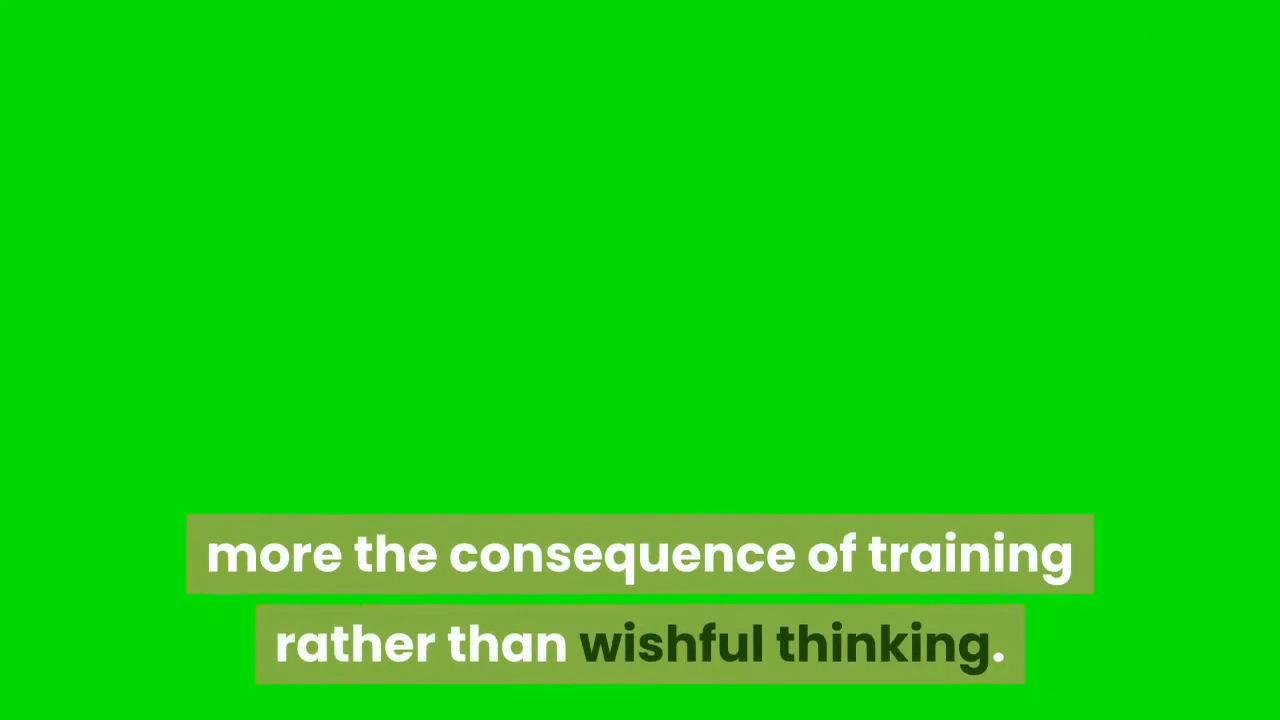 more the consequence of training
rather than wishful thinking.